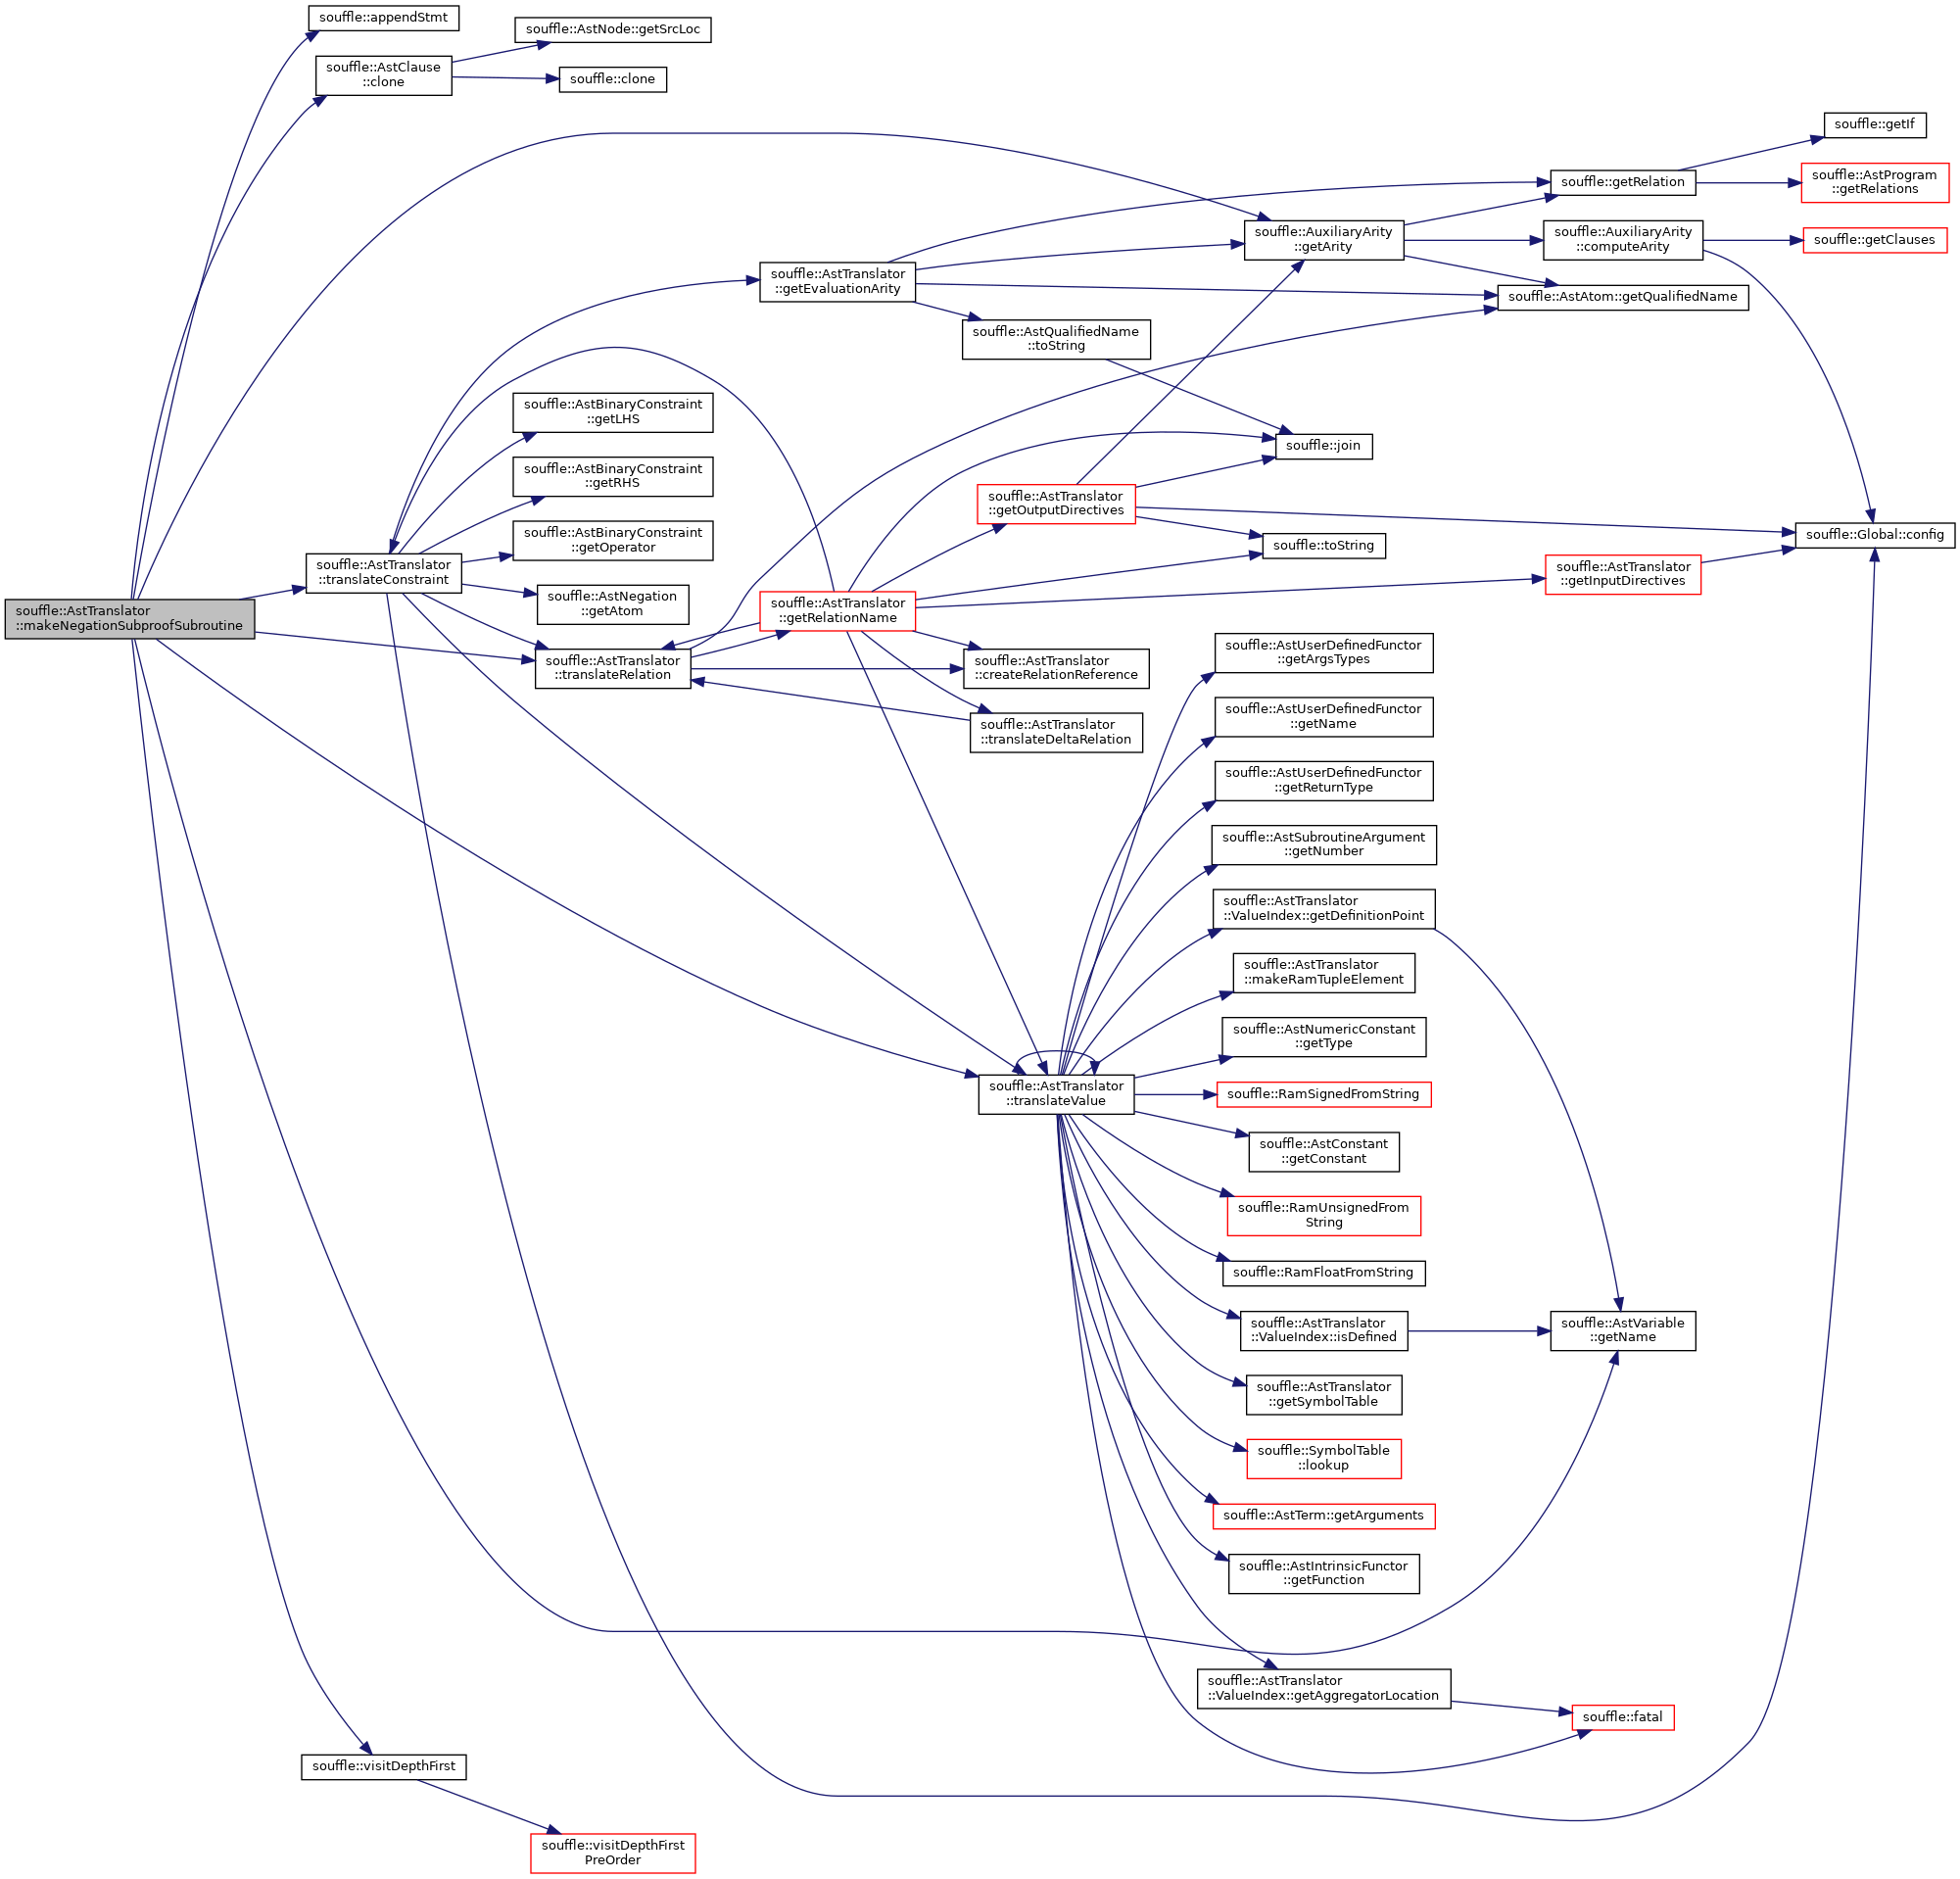 souffle::AstTranslator
::makeNegationSubproofSubroutine
souffle::appendStmt
souffle::AstClause
::clone
souffle::AstNode::getSrcLoc
souffle::clone
souffle::AstTranslator
::translateConstraint
souffle::AstTranslator
::getEvaluationArity
souffle::AstBinaryConstraint
::getLHS
souffle::AstBinaryConstraint
::getRHS
souffle::AstBinaryConstraint
::getOperator
souffle::AstNegation
::getAtom
souffle::AstTranslator
::translateRelation
souffle::AstTranslator
::getRelationName
souffle::AstQualifiedName
::toString
souffle::AstTranslator
::getOutputDirectives
souffle::AstTranslator
::createRelationReference
souffle::AstTranslator
::translateDeltaRelation
souffle::AuxiliaryArity
::getArity
souffle::join
souffle::toString
souffle::getRelation
souffle::AuxiliaryArity
::computeArity
souffle::AstAtom::getQualifiedName
souffle::AstTranslator
::getInputDirectives
souffle::getIf
souffle::AstProgram
::getRelations
souffle::getClauses
souffle::Global::config
souffle::AstTranslator
::translateValue
souffle::AstUserDefinedFunctor
::getArgsTypes
souffle::AstUserDefinedFunctor
::getName
souffle::AstUserDefinedFunctor
::getReturnType
souffle::AstSubroutineArgument
::getNumber
souffle::AstTranslator
::ValueIndex::getDefinitionPoint
souffle::AstTranslator
::makeRamTupleElement
souffle::AstNumericConstant
::getType
souffle::RamSignedFromString
souffle::AstConstant
::getConstant
souffle::RamUnsignedFrom
String
souffle::RamFloatFromString
souffle::AstTranslator
::ValueIndex::isDefined
souffle::AstVariable
::getName
souffle::AstTranslator
::getSymbolTable
souffle::SymbolTable
::lookup
souffle::AstTerm::getArguments
souffle::AstIntrinsicFunctor
::getFunction
souffle::AstTranslator
::ValueIndex::getAggregatorLocation
souffle::fatal
souffle::visitDepthFirst
souffle::visitDepthFirst
PreOrder